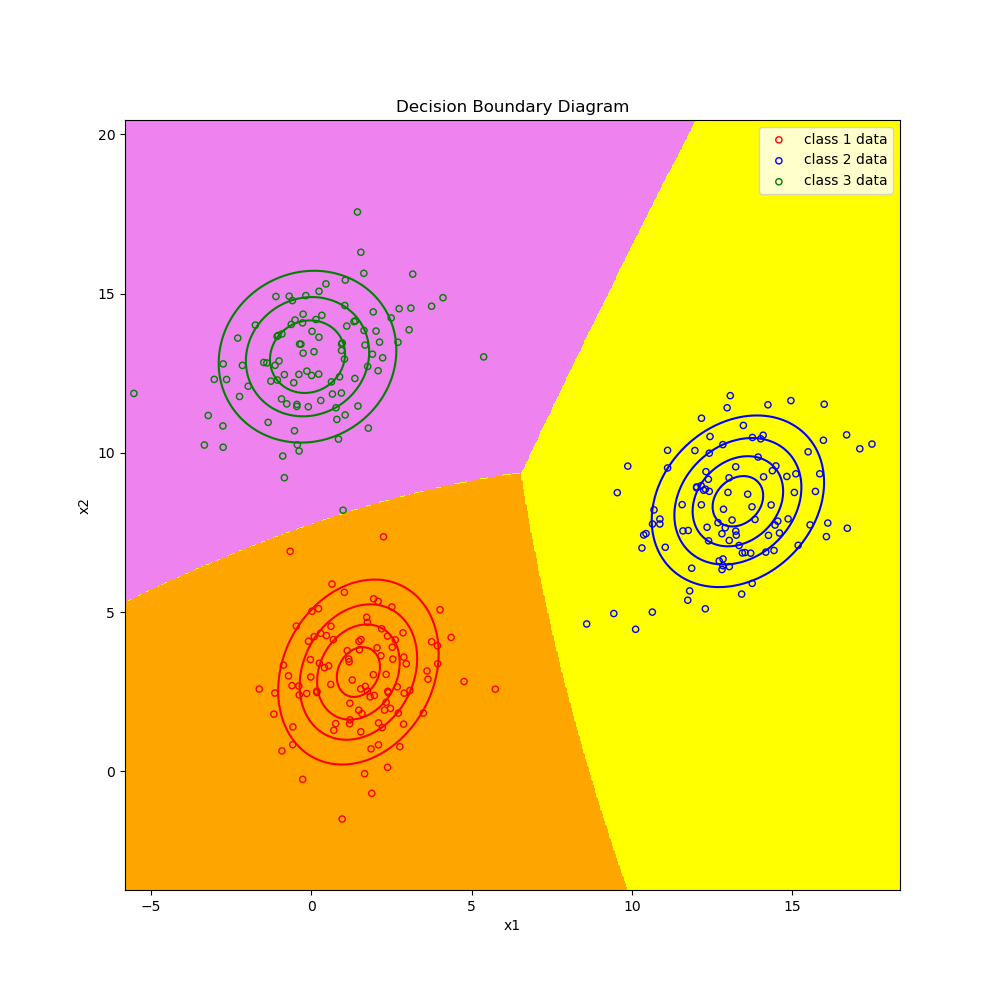 Decision Boundary Diagram
class 1 data
class 2 data
class 3 data
20
15
10
5
0
x2
−5
0
5
10
15
x1